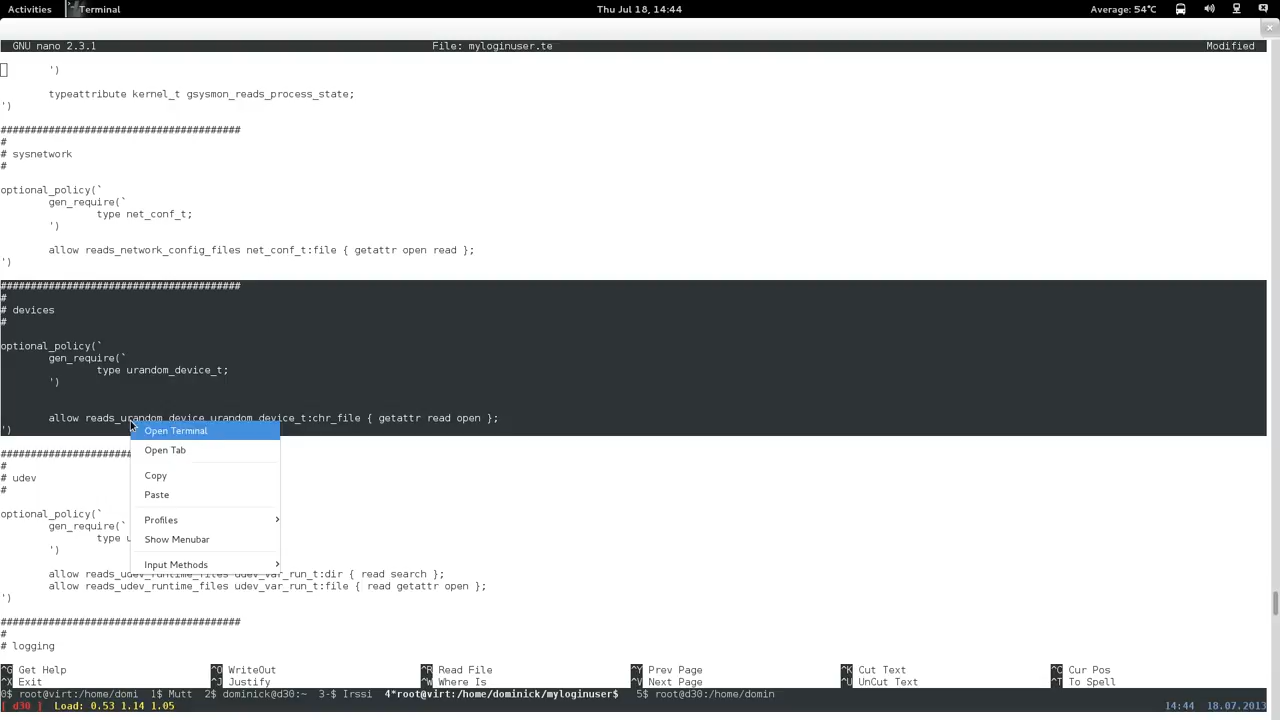 Activities Terminal Thu Jul 18, 14:44 Average: 54°C
GNU nano 2.3.1 File: myloginuser.te Modified
')
typeattribute kernel_t gsysmon_reads_process_state;
')
########################################
#
# sysnetwork
#
optional_policy(`
gen_require(`
type net_conf_t;
')
allow reads_network_config_files net_conf_t:file { getattr open read };
')
########################################
#
# devices
#
optional_policy(`
gen_require(`
type urandom_device_t;
')
allow reads_urandom_device urandom_device_t:chr_file { getattr read open };
')
Open Terminal
Open Tab
Copy
Paste
Profiles
Show Menubar
Input Methods
######################
#
# udev
#
optional_policy(`
gen_require(`
type u
')
allow reads_udev_runtime_files udev_var_run_t:dir { read search };
allow reads_udev_runtime_files udev_var_run_t:file { read getattr open };
')
########################################
#
# logging
^G Get Help ^O WriteOut ^R Read File ^Y Prev Page ^K Cut Text ^C Cur Pos
^X Exit ^J Justify ^W Where Is ^V Next Page ^U UnCut Text ^T To Spell
0$ root@virt:/home/domi 1$ Mutt 2$ dominick@d30:~ 3-$ Irssi 4*root@virt:/home/dominick/myloginuser$ 5$ root@d30:/home/domin
[ d30 ] Load: 0.53 1.14 1.05 14:44 18.07.2013